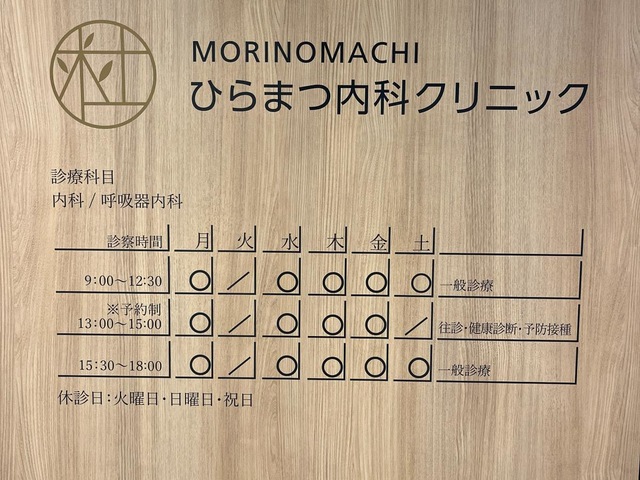 MORINOMACHI
ひらまつ内科クリニック
診療科目
内科 / 呼吸器内科
診察時間 月 火 水 木 金 土
9:00〜12:30 ○ ／ ○ ○ ○ ○ 一般診療
※予約制
13:00〜15:00 ○ ／ ○ ○ ○ ／ 往診・健康診断・予防接種
15:30〜18:00 ○ ／ ○ ○ ○ ○ 一般診療
休診日：火曜日・日曜日・祝日